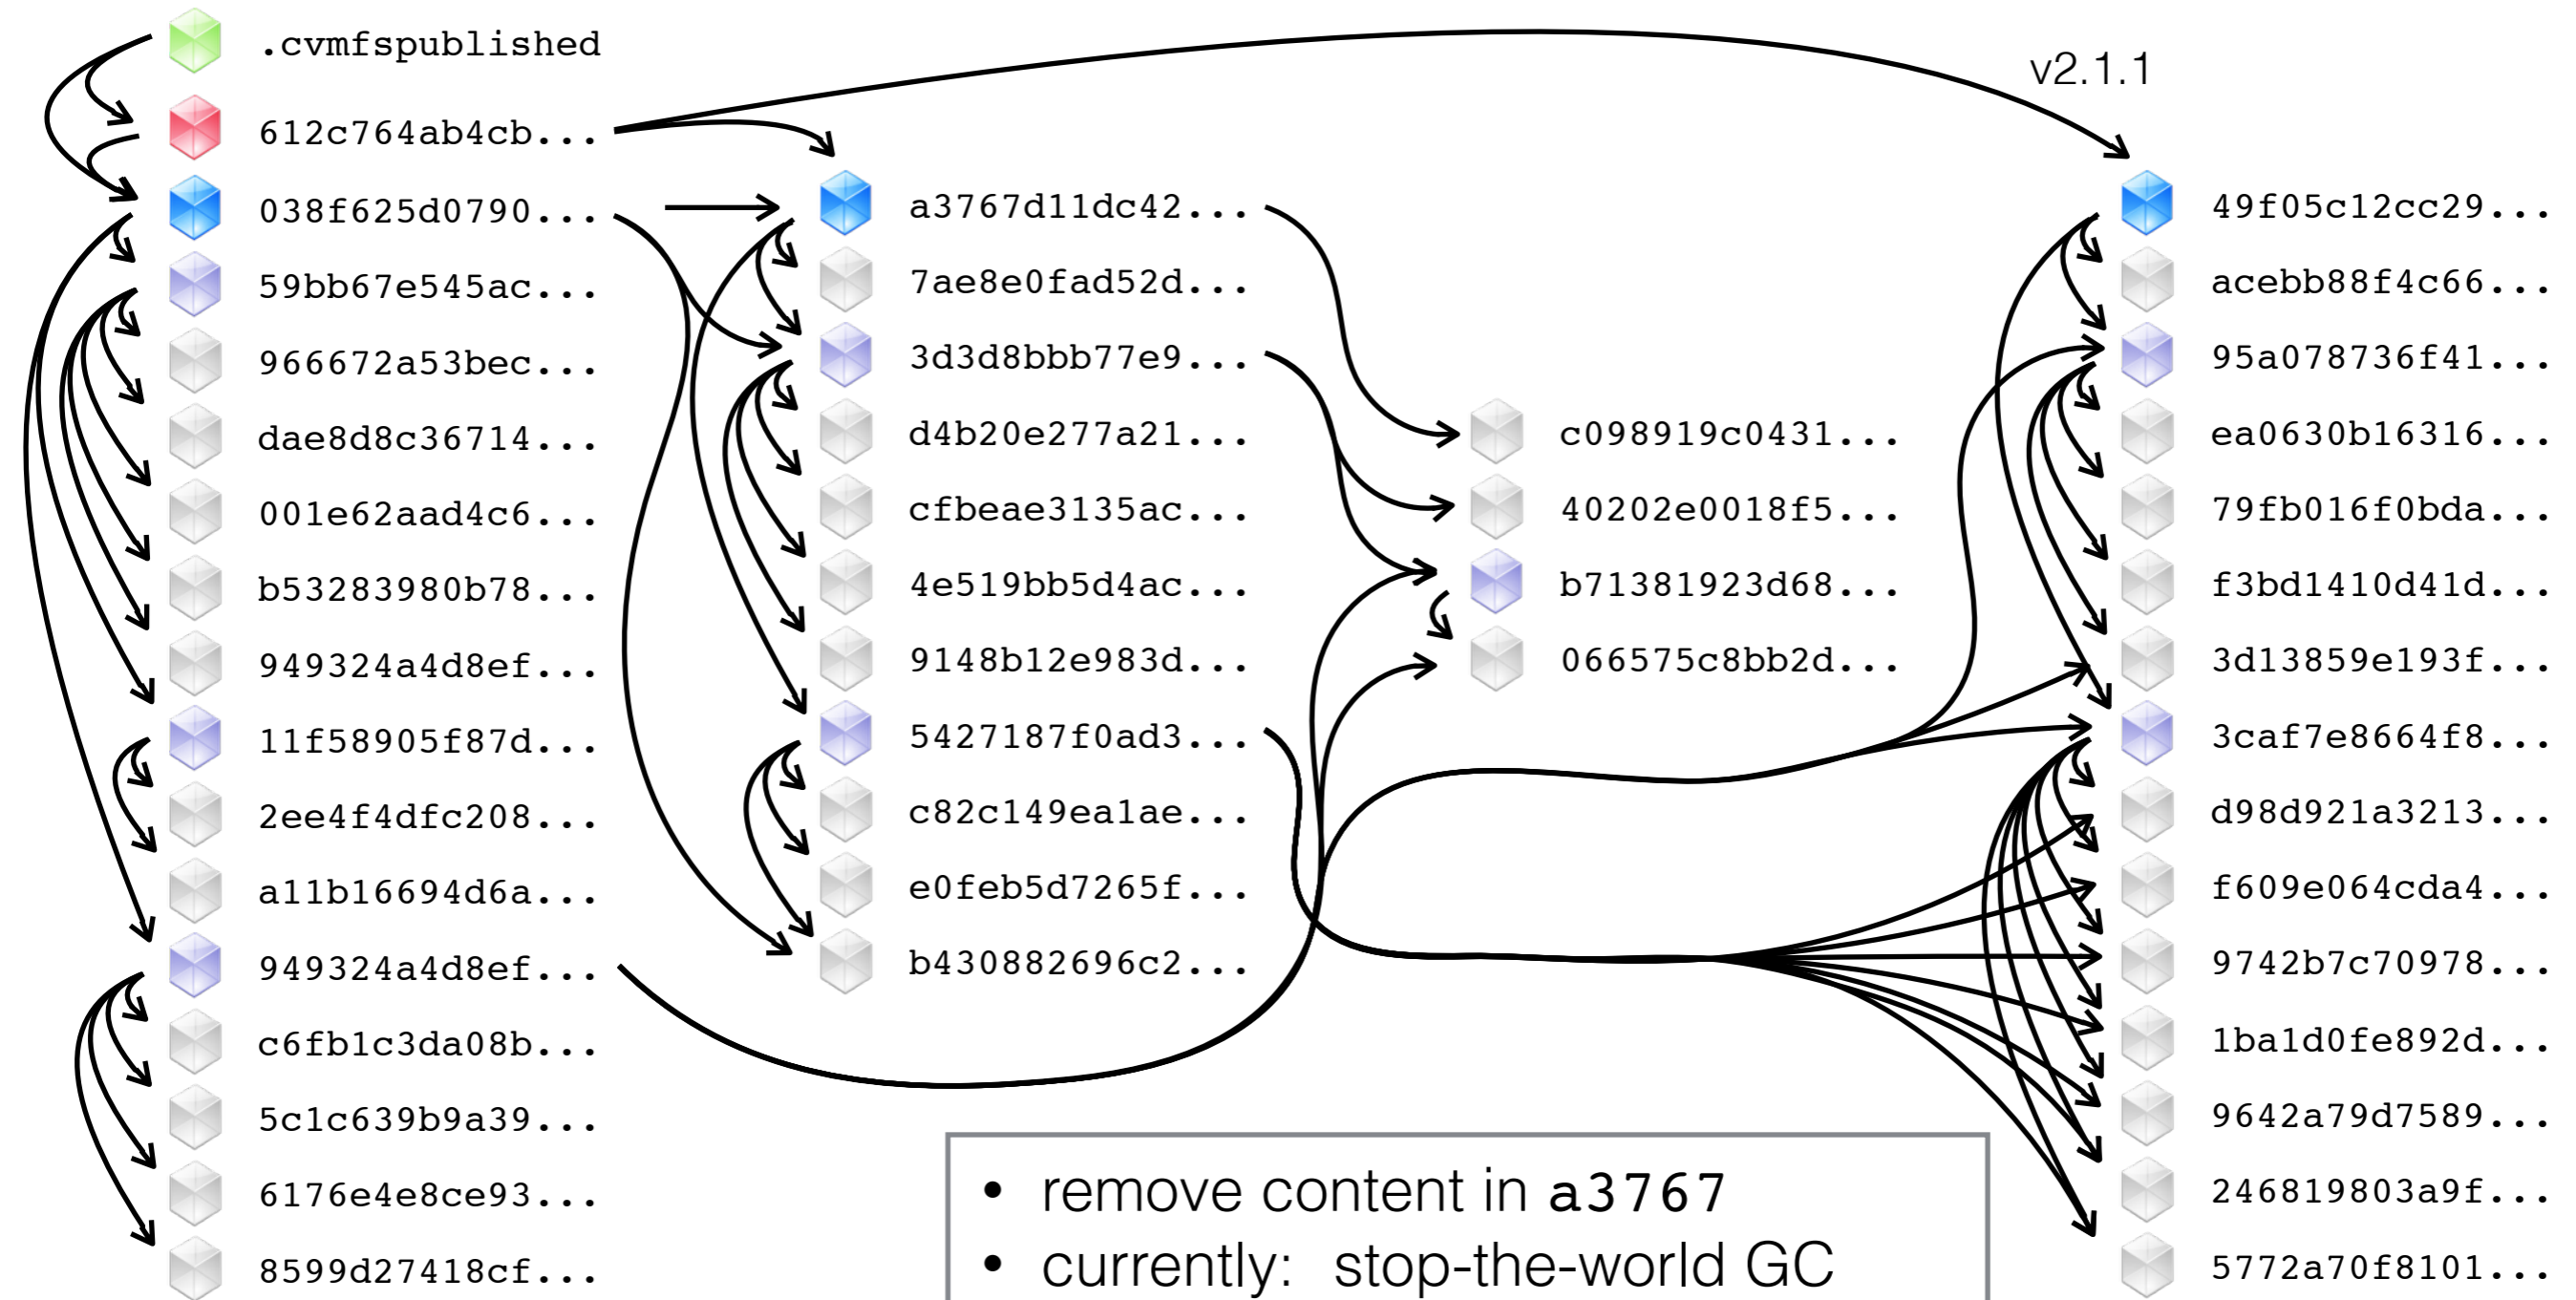 .cvmfspublished
612c764ab4cb...
038f625d0790...
59bb67e545ac...
966672a53bec...
dae8d8c36714...
001e62aad4c6...
b53283980b78...
949324a4d8ef...
11f58905f87d...
2ee4f4dfc208...
a11b16694d6a...
949324a4d8ef...
c6fb1c3da08b...
5c1c639b9a39...
6176e4e8ce93...
8599d27418cf...
a3767d11dc42...
7ae8e0fad52d...
3d3d8bbb77e9...
d4b20e277a21...
cfbeae3135ac...
4e519bb5d4ac...
9148b12e983d...
5427187f0ad3...
c82c149ea1ae...
e0feb5d7265f...
b430882696c2...
c098919c0431...
40202e0018f5...
b71381923d68...
066575c8bb2d...
v2.1.1
49f05c12cc29...
acebb88f4c66...
95a078736f41...
ea0630b16316...
79fb016f0bda...
f3bd1410d41d...
3d13859e193f...
3caf7e8664f8...
d98d921a3213...
f609e064cda4...
9742b7c70978...
1ba1d0fe892d...
9642a79d7589...
246819803a9f...
5772a70f8101...
• remove content in a3767
• currently: stop-the-world GC